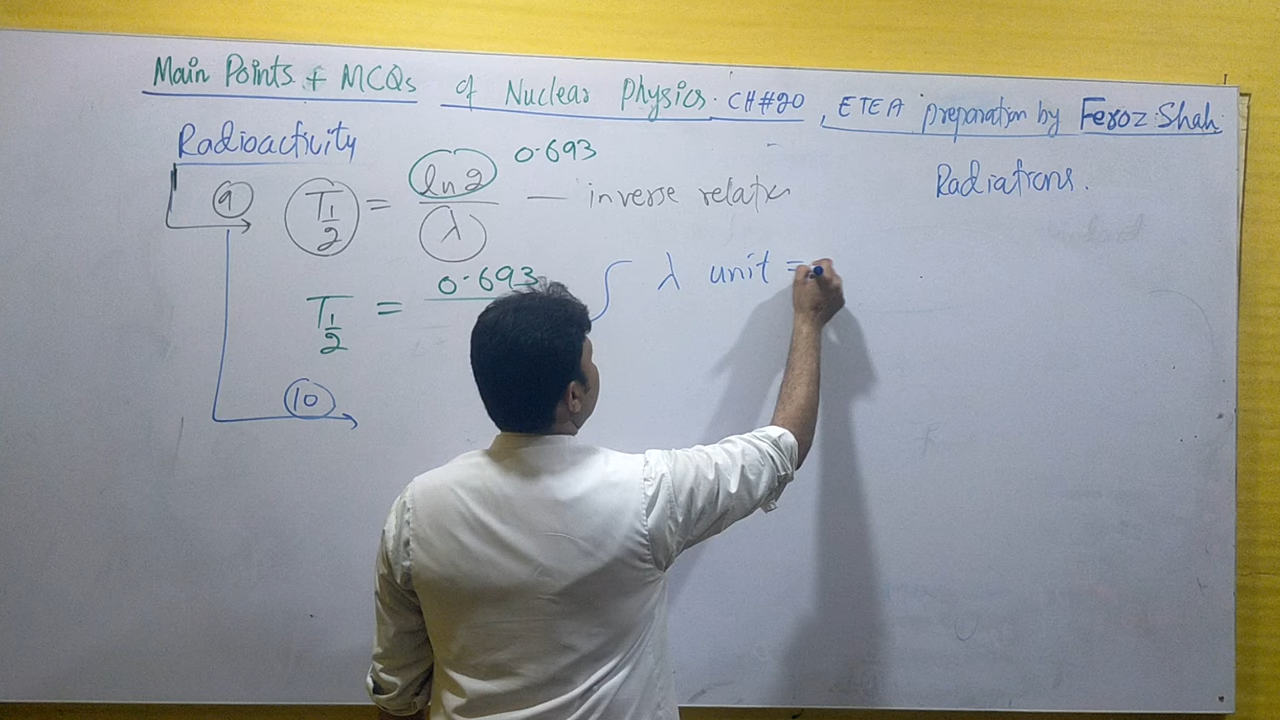 Main Points + MCQs of Nuclear Physics. CH#20, ETEA preparation by Feroz Shah
Radioactivity
Radiations.
9 T1/2 = ln2/λ — inverse relation
0.693
T1/2 = 0.693
λ unit =
10